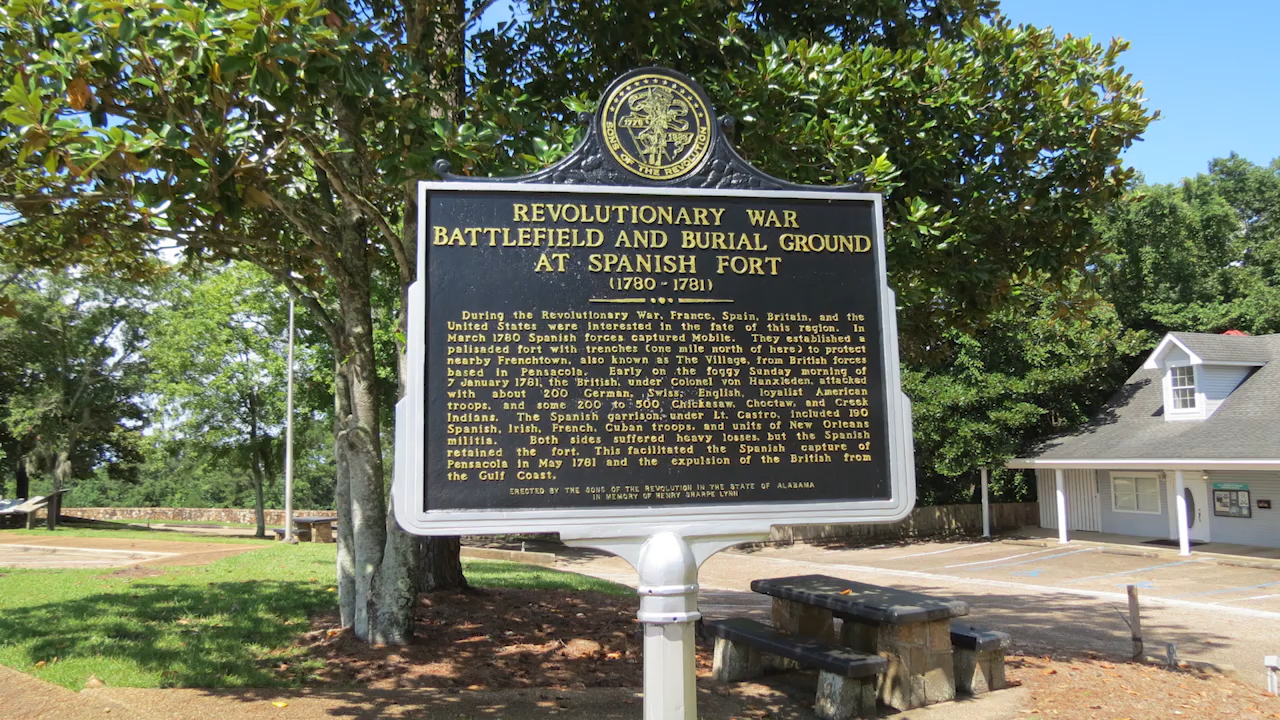 1776 1883
SONS OF THE REVOLUTION
REVOLUTIONARY WAR
BATTLEFIELD AND BURIAL GROUND
AT SPANISH FORT
(1780 - 1781)
During the Revolutionary War, France, Spain, Britain, and the
United States were interested in the fate of this region. In
March 1780 Spanish forces captured Mobile. They established a
palisaded fort with trenches (one mile north of here) to protect
nearby Frenchtown, also known as The Village, from British forces
based in Pensacola. Early on the foggy Sunday morning of
7 January 1781, the British, under Colonel von Hanxleden, attacked
with about 200 German, Swiss, English, loyalist American
troops, and some 200 to 500 Chickasaw, Choctaw, and Creek
Indians. The Spanish garrison, under Lt. Castro, included 190
Spanish, Irish, French, Cuban troops, and units of New Orleans
militia. Both sides suffered heavy losses, but the Spanish
retained the fort. This facilitated the Spanish capture of
Pensacola in May 1781 and the expulsion of the British from
the Gulf Coast.
ERECTED BY THE SONS OF THE REVOLUTION IN THE STATE OF ALABAMA
IN MEMORY OF HENRY SHARPE LYNN